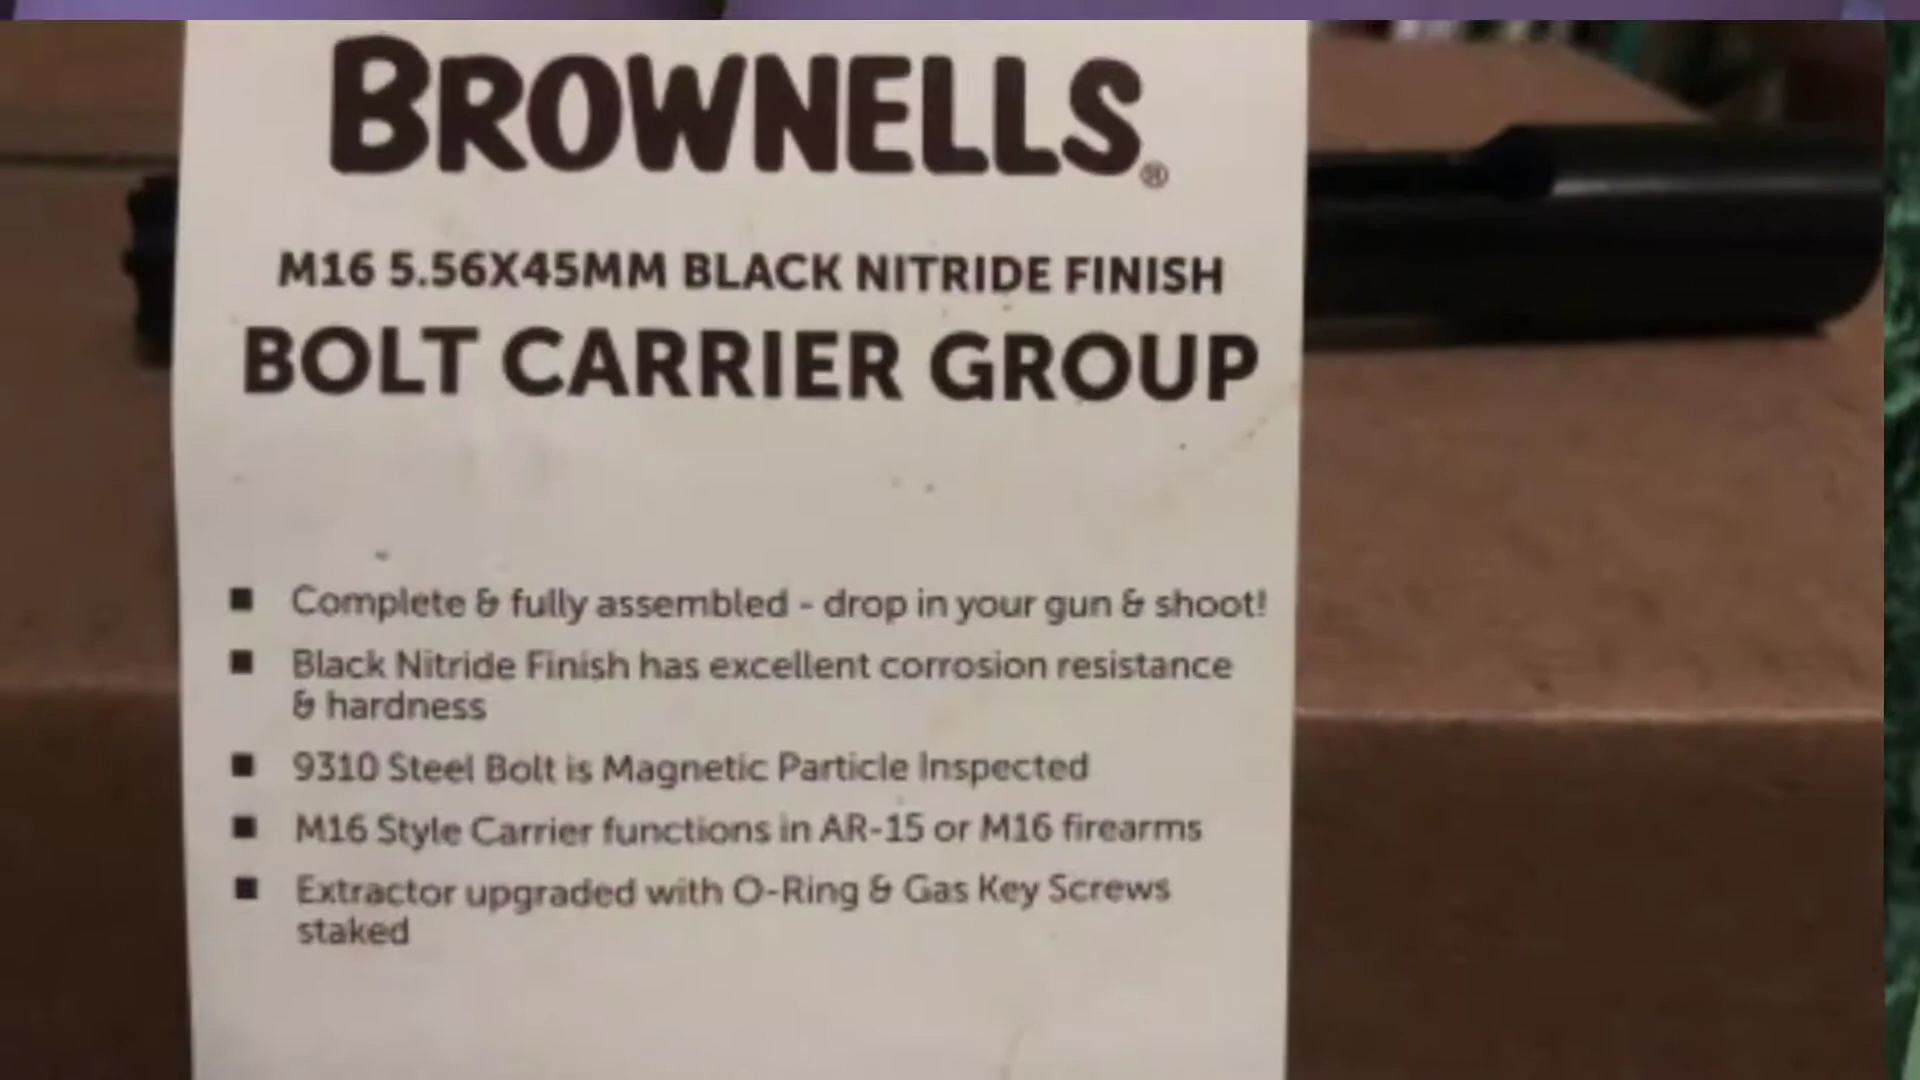 BROWNELLS®
M16 5.56X45MM BLACK NITRIDE FINISH
BOLT CARRIER GROUP
■ Complete & fully assembled - drop in your gun & shoot!
■ Black Nitride Finish has excellent corrosion resistance
& hardness
■ 9310 Steel Bolt is Magnetic Particle Inspected
■ M16 Style Carrier functions in AR-15 or M16 firearms
■ Extractor upgraded with O-Ring & Gas Key Screws
staked